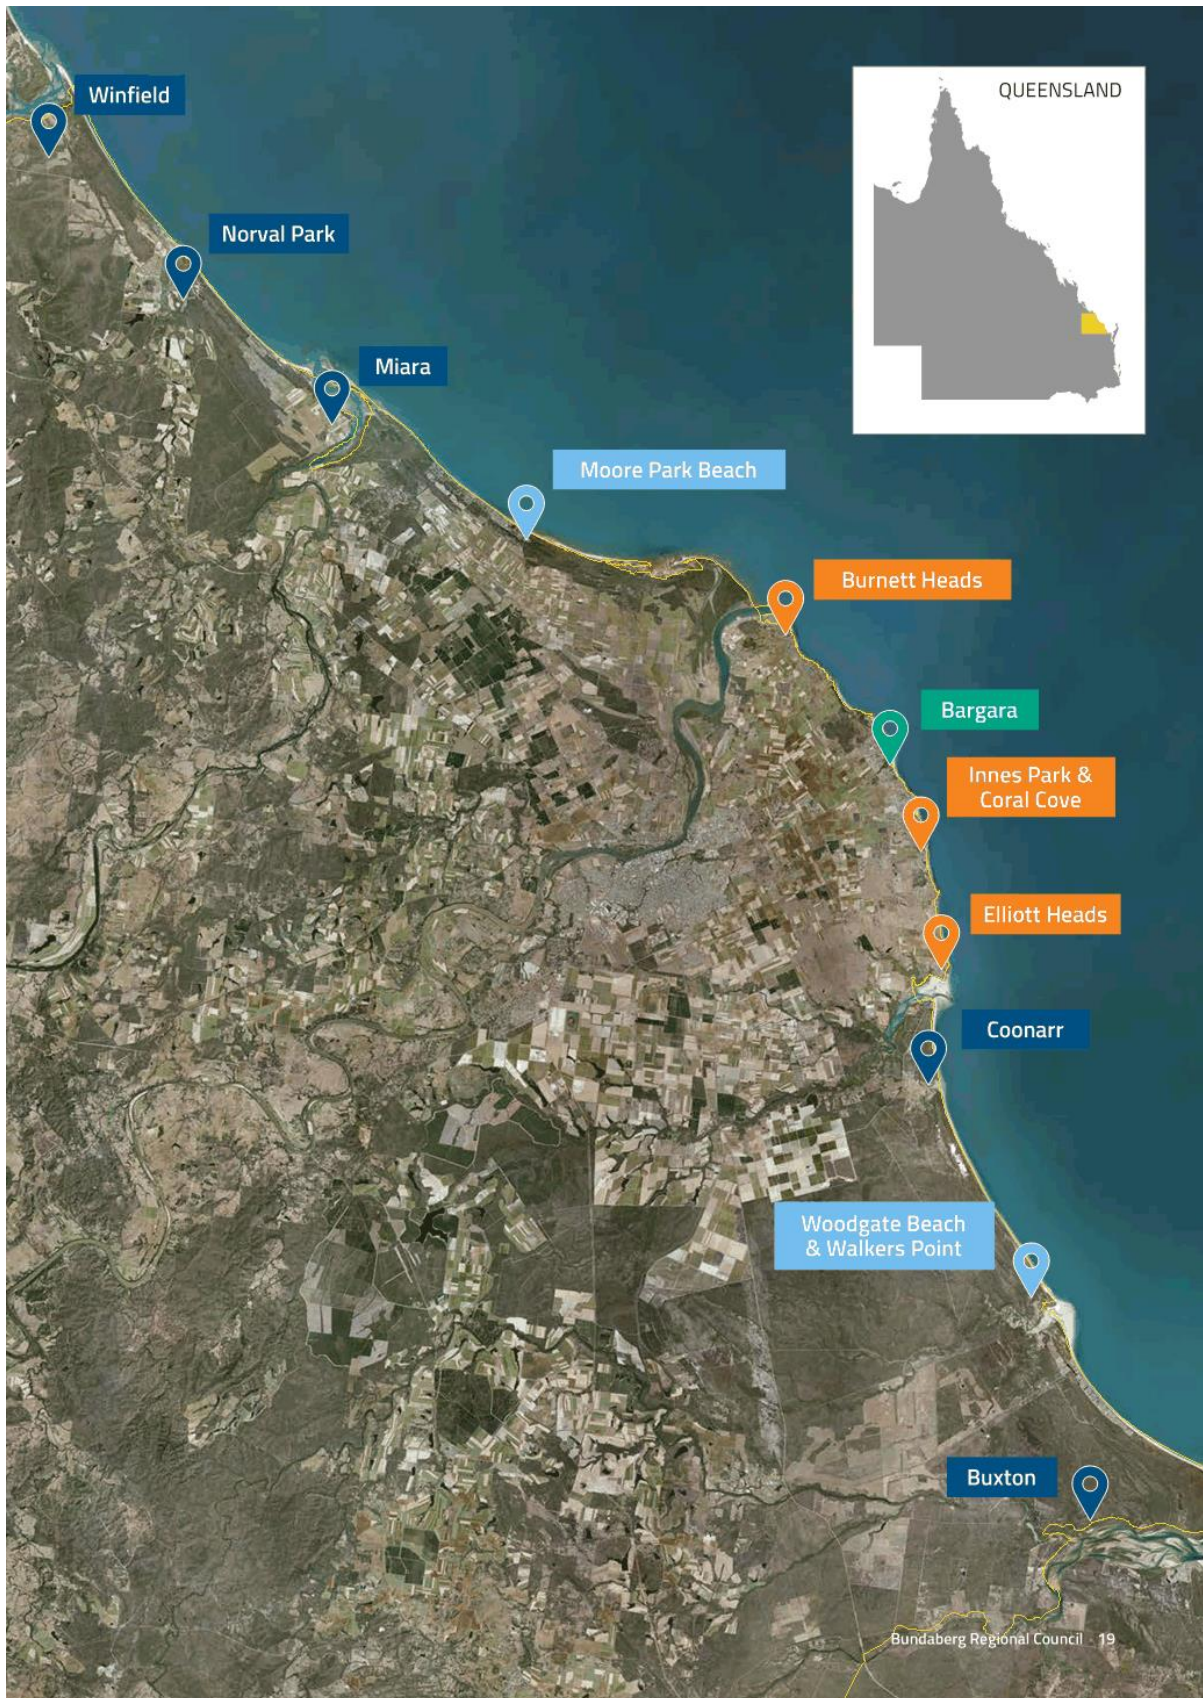 Winfield
QUEENSLAND
Norval Park
Miara
Moore Park Beach
Burnett Heads
Bargara
Innes Park &
Coral Cove
Elliott Heads
Coonarr
Woodgate Beach
& Walkers Point
Buxton
Bundaberg Regional Council 19